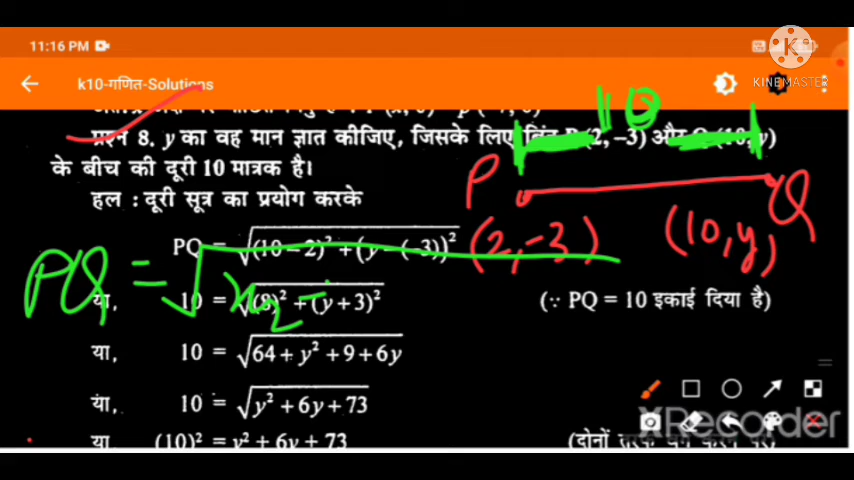 11:16 PM
KINEMASTER
k10-गणित-Solutions
प्रश्न 8. y का वह मान ज्ञात कीजिए, जिसके लिए बिंदु P (2, –3) और Q (10, y)
के बीच की दूरी 10 मात्रक है।
हल : दूरी सूत्र का प्रयोग करके
10
P Q
(2, -3) (10, y)
PQ = √((10 – 2)² + (y – (–3))²)
PQ = √x₂ -
या, 10 = √((8)² + (y + 3)²) (∵ PQ = 10 इकाई दिया है)
या, 10 = √(64 + y² + 9 + 6y)
या, 10 = √(y² + 6y + 73)
या (10)² = y² + 6y + 73
XRecorder